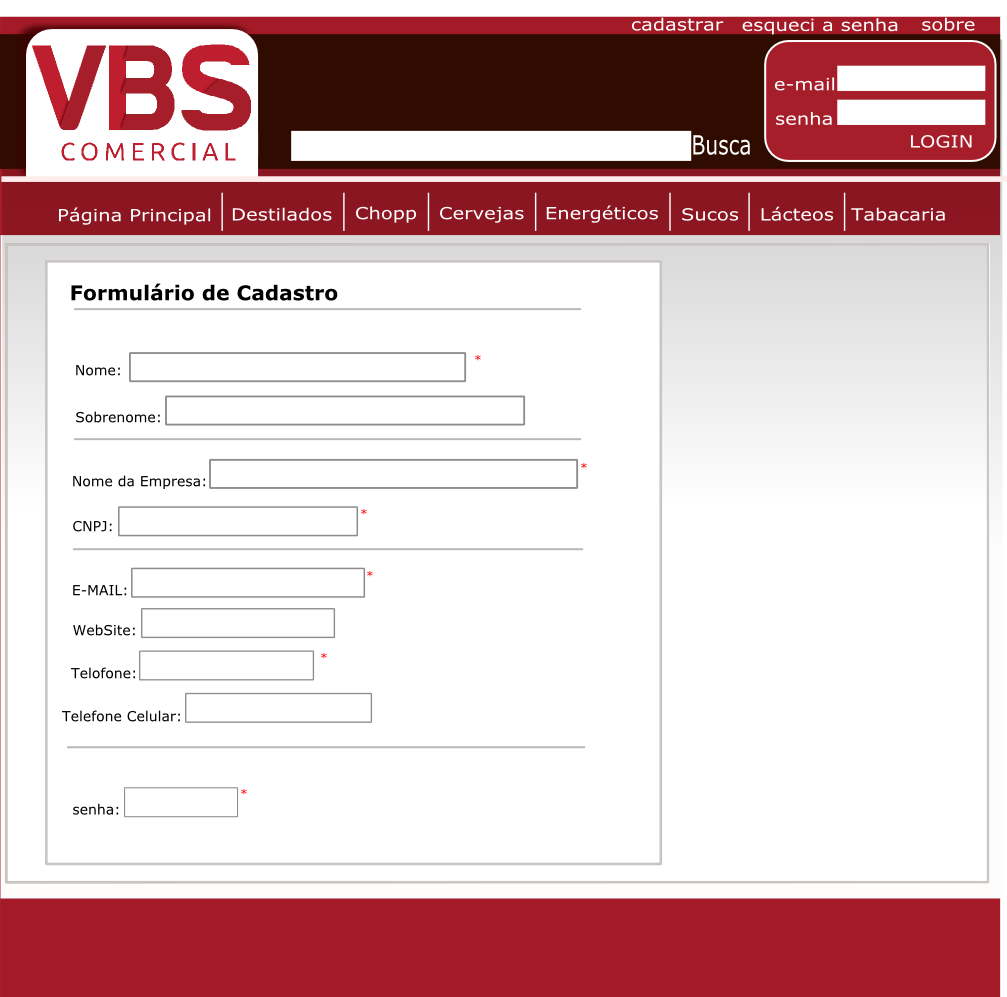 cadastrar esqueci a senha sobre
VBS
COMERCIAL
e-mail
senha
LOGIN
Busca
Página Principal Destilados Chopp Cervejas Energéticos Sucos Lácteos Tabacaria
Formulário de Cadastro
Nome: *
Sobrenome:
Nome da Empresa: *
CNPJ: *
E-MAIL: *
WebSite:
Telofone: *
Telefone Celular:
senha: *